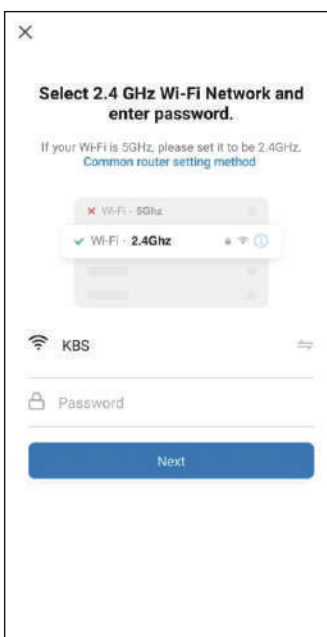 Select 2.4 GHz Wi-Fi Network and
enter password.
If your Wi-Fi is 5GHz, please set it to be 2.4GHz.
Common router setting method
Wi-Fi - 5Ghz
Wi-Fi - 2.4Ghz
KBS
Password
Next